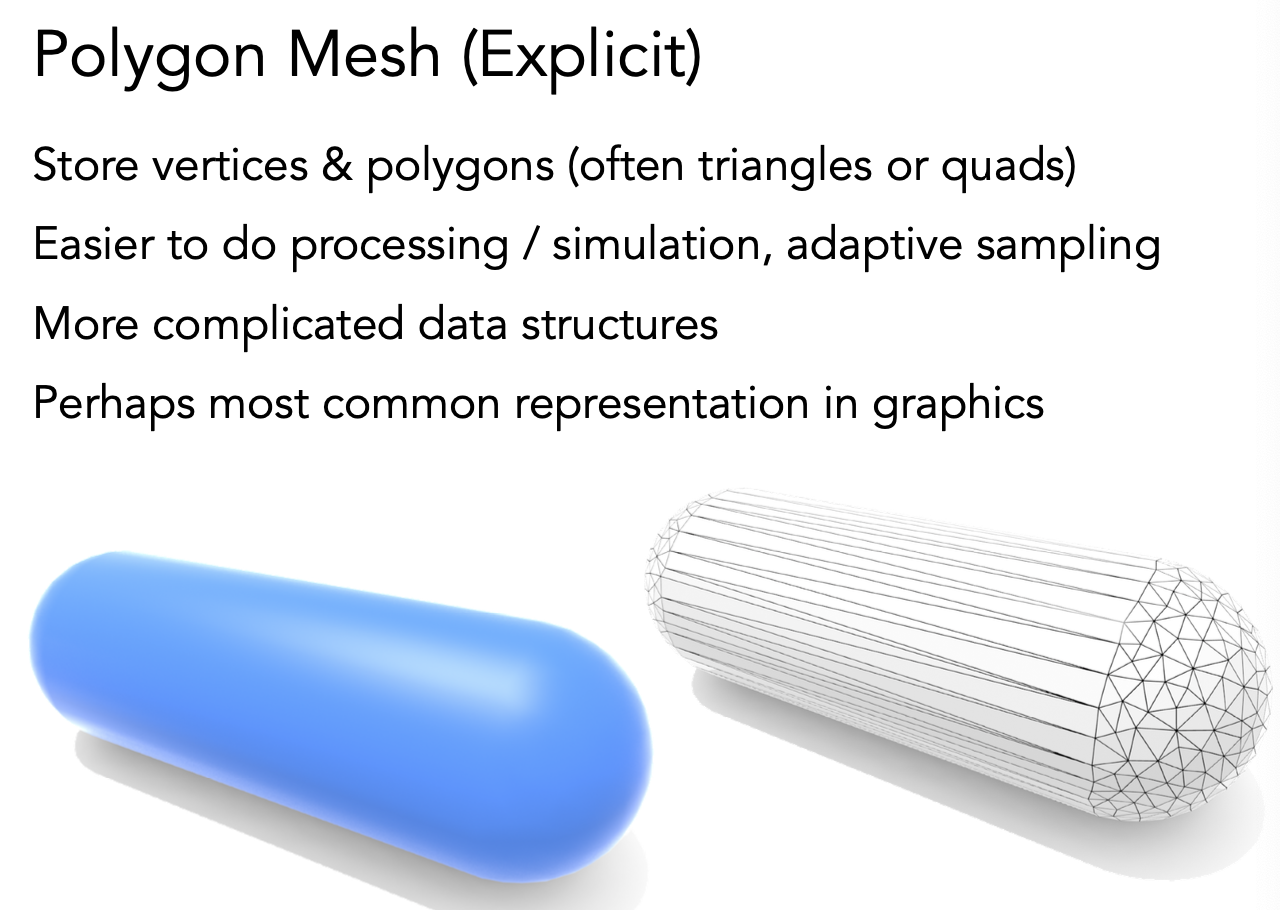 Polygon Mesh (Explicit)
Store vertices & polygons (often triangles or quads)
Easier to do processing / simulation, adaptive sampling
More complicated data structures
Perhaps most common representation in graphics